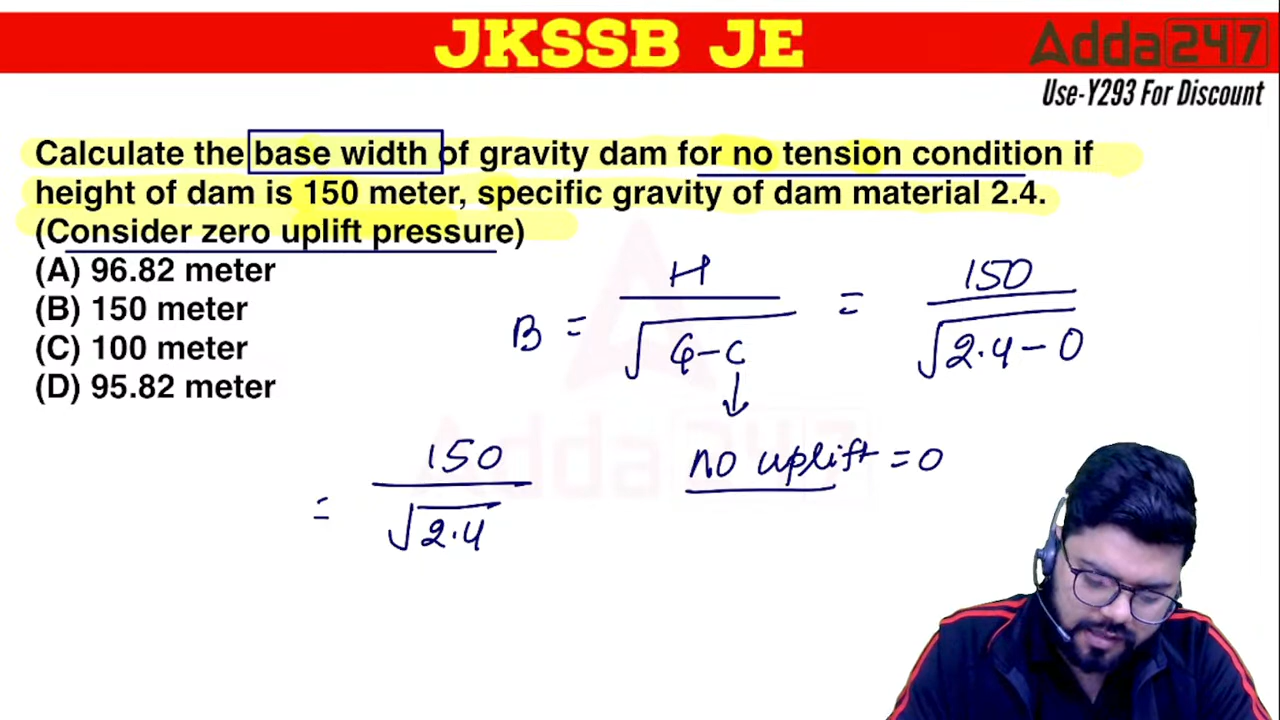 JKSSB JE
Adda247
Use-Y293 For Discount
Calculate the base width of gravity dam for no tension condition if
height of dam is 150 meter, specific gravity of dam material 2.4.
(Consider zero uplift pressure)
(A) 96.82 meter
(B) 150 meter
(C) 100 meter
(D) 95.82 meter
B = H / √(G-C) = 150 / √(2.4-0)
no uplift = 0
= 150 / √2.4
Adda247